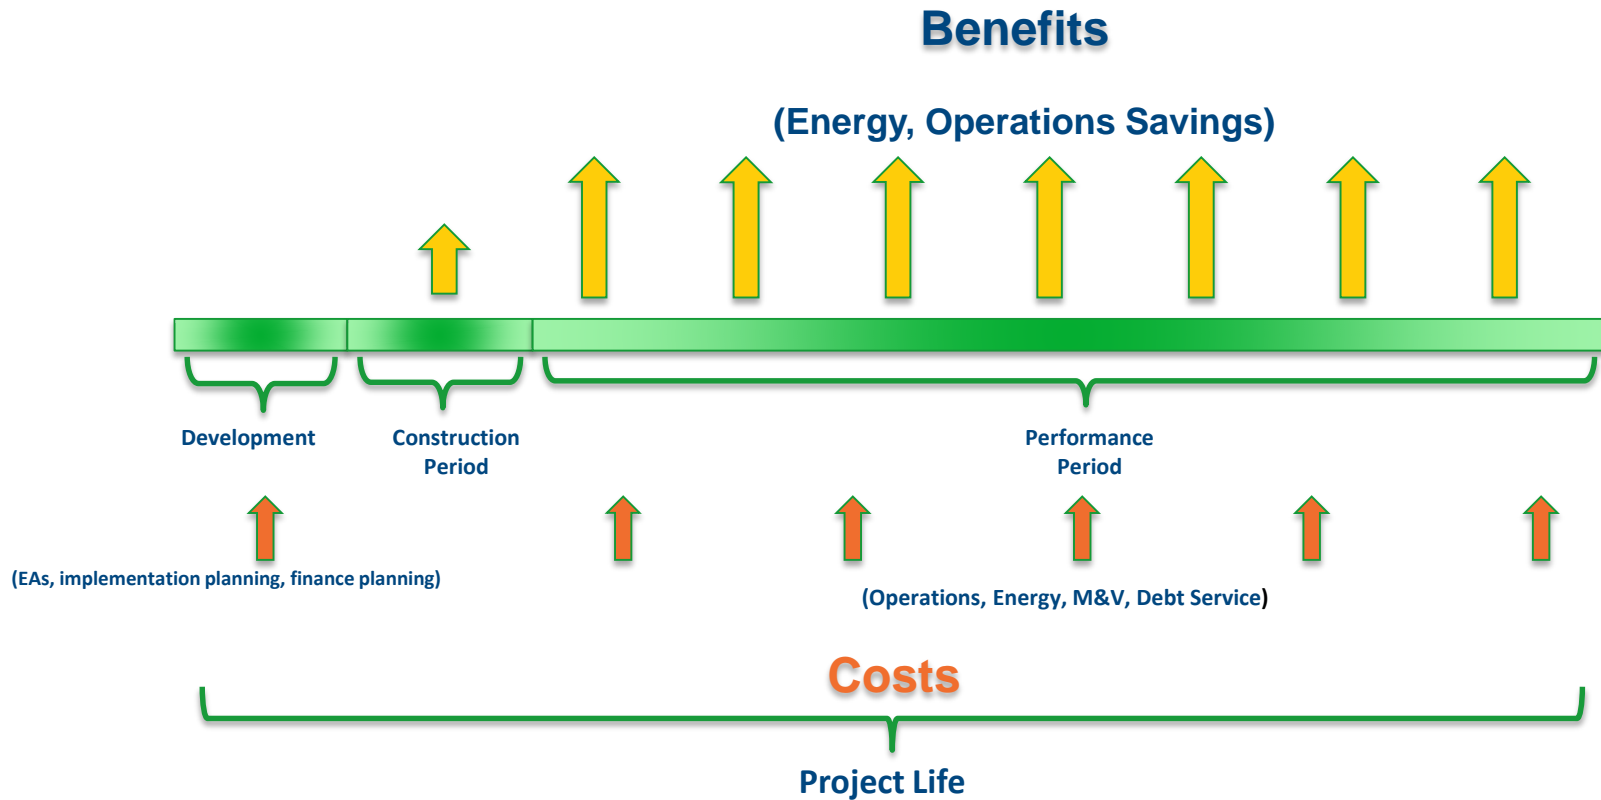 Benefits
(Energy, Operations Savings)
Development
Construction
Period
Performance
Period
(EAs, implementation planning, finance planning)
(Operations, Energy, M&V, Debt Service)
Costs
Project Life